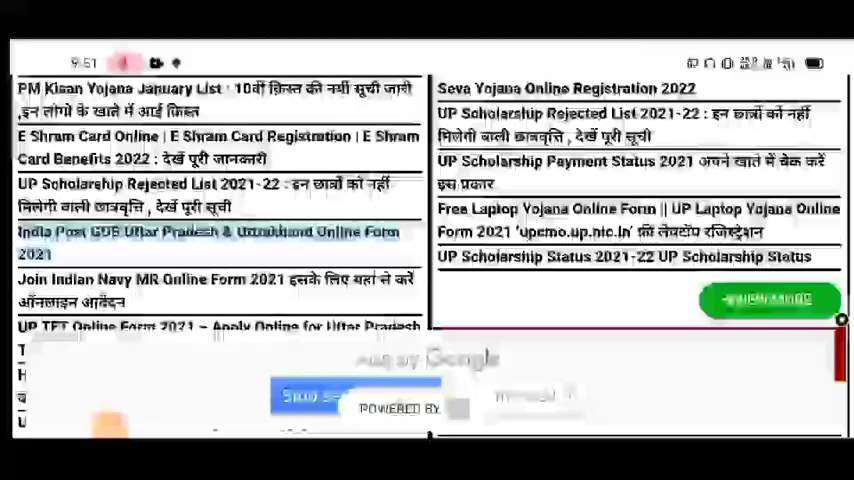 9:51
PM Kisan Yojana January List : 10वीं क़िस्त की नयी सूची जारी
,इन लोगो के खाते में आई क़िस्त
E Shram Card Online | E Shram Card Registration | E Shram
Card Benefits 2022 : देखें पूरी जानकारी
UP Scholarship Rejected List 2021-22 : इन छात्रों को नहीं
मिलेगी वाली छात्रवृत्ति , देखें पूरी सूची
India Post GDS Uttar Pradesh & Uttrakhand Online Form
2021
Join Indian Navy MR Online Form 2021 इसके लिए यहां से करें
ऑनलाइन आवेदन
UP TET Online Form 2021 – Apply Online for Uttar Pradesh
Seva Yojana Online Registration 2022
UP Scholarship Rejected List 2021-22 : इन छात्रों को नहीं
मिलेगी वाली छात्रवृत्ति , देखें पूरी सूची
UP Scholarship Payment Status 2021 अपने खाते में चेक करें
इस प्रकार
Free Laptop Yojana Online Form || UP Laptop Yojana Online
Form 2021 'upcmo.up.nic.in' फ्री लैपटॉप रजिस्ट्रेशन
UP Scholarship Status 2021-22 UP Scholarship Status
VIEW MORE
Ads by Google
POWERED BY